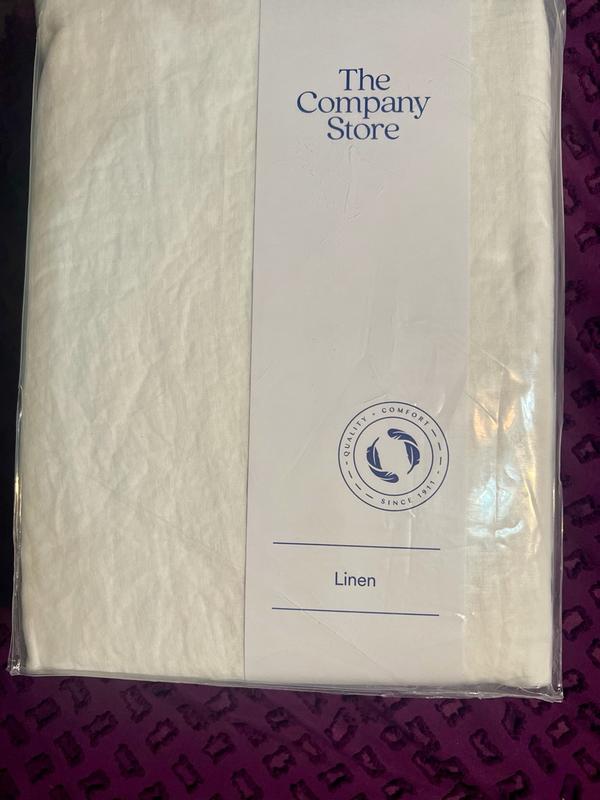 The
Company
Store
QUALITY • COMFORT
SINCE 1911
Linen